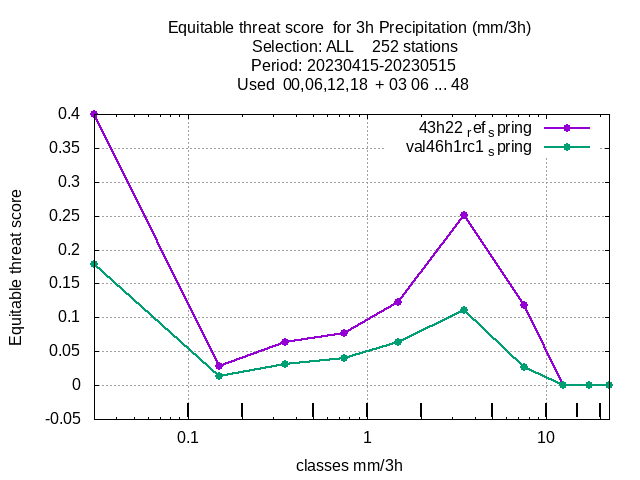 Equitable threat score  for 3h Precipitation (mm/3h)
Selection: ALL    252 stations
Period: 20230415-20230515
Used  00,06,12,18  + 03 06 ... 48
43h22 ref spring
val46h1rc1 spring
0.4
0.35
0.3
0.25
0.2
0.15
0.1
0.05
0
-0.05
Equitable threat score
0.1 1 10
classes mm/3h